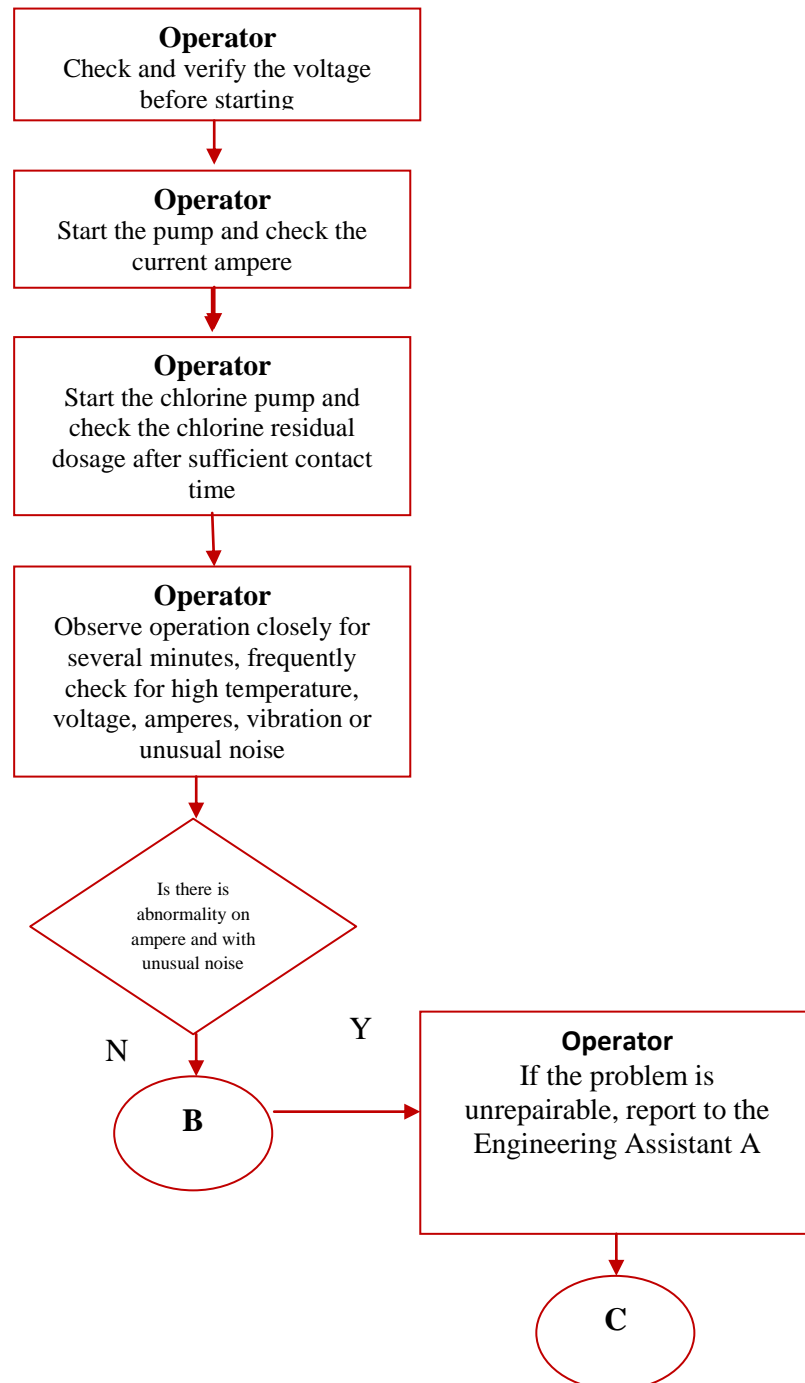 Operator
Check and verify the voltage
before starting
Operator
Start the pump and check the
current ampere
Operator
Start the chlorine pump and
check the chlorine residual
dosage after sufficient contact
time
Operator
Observe operation closely for
several minutes, frequently
check for high temperature,
voltage, amperes, vibration or
unusual noise
Is there is
abnormality on
ampere and with
unusual noise
N
Y
B
Operator
If the problem is
unrepairable, report to the
Engineering Assistant A
C